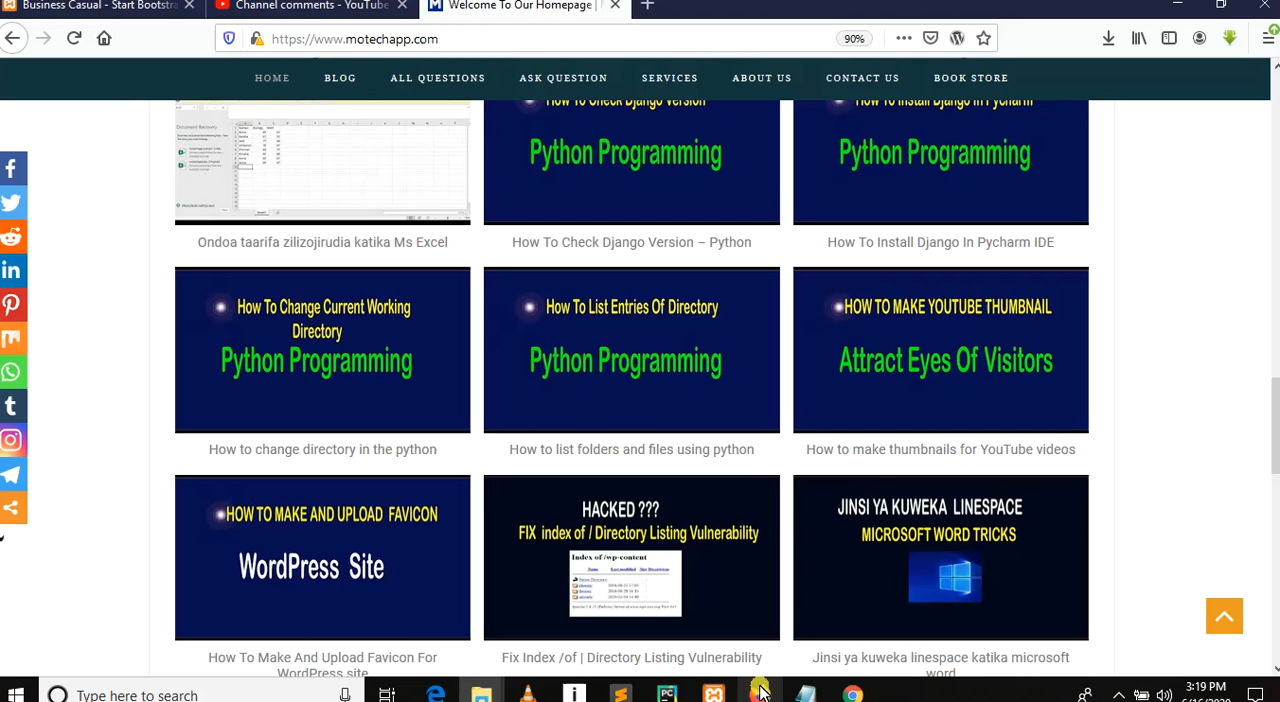 Business Casual - Start Bootstra
Channel comments - YouTube
Welcome To Our Homepage |
https://www.motechapp.com
90%
HOME BLOG ALL QUESTIONS ASK QUESTION SERVICES ABOUT US CONTACT US BOOK STORE
Document Recovery
How To Check Django Version
Python Programming
How To Install Django In Pycharm
Python Programming
Ondoa taarifa zilizojirudia katika Ms Excel
How To Check Django Version – Python
How To Install Django In Pycharm IDE
How To Change Current Working
Directory
Python Programming
How To List Entries Of Directory
Python Programming
HOW TO MAKE YOUTUBE THUMBNAIL
Attract Eyes Of Visitors
How to change directory in the python
How to list folders and files using python
How to make thumbnails for YouTube videos
HOW TO MAKE AND UPLOAD FAVICON
WordPress Site
HACKED ???
FIX index of / Directory Listing Vulnerability
Index of /wp-content
JINSI YA KUWEKA LINESPACE
MICROSOFT WORD TRICKS
How To Make And Upload Favicon For
WordPress site
Fix Index /of | Directory Listing Vulnerability
Jinsi ya kuweka linespace katika microsoft
word
Type here to search
3:19 PM